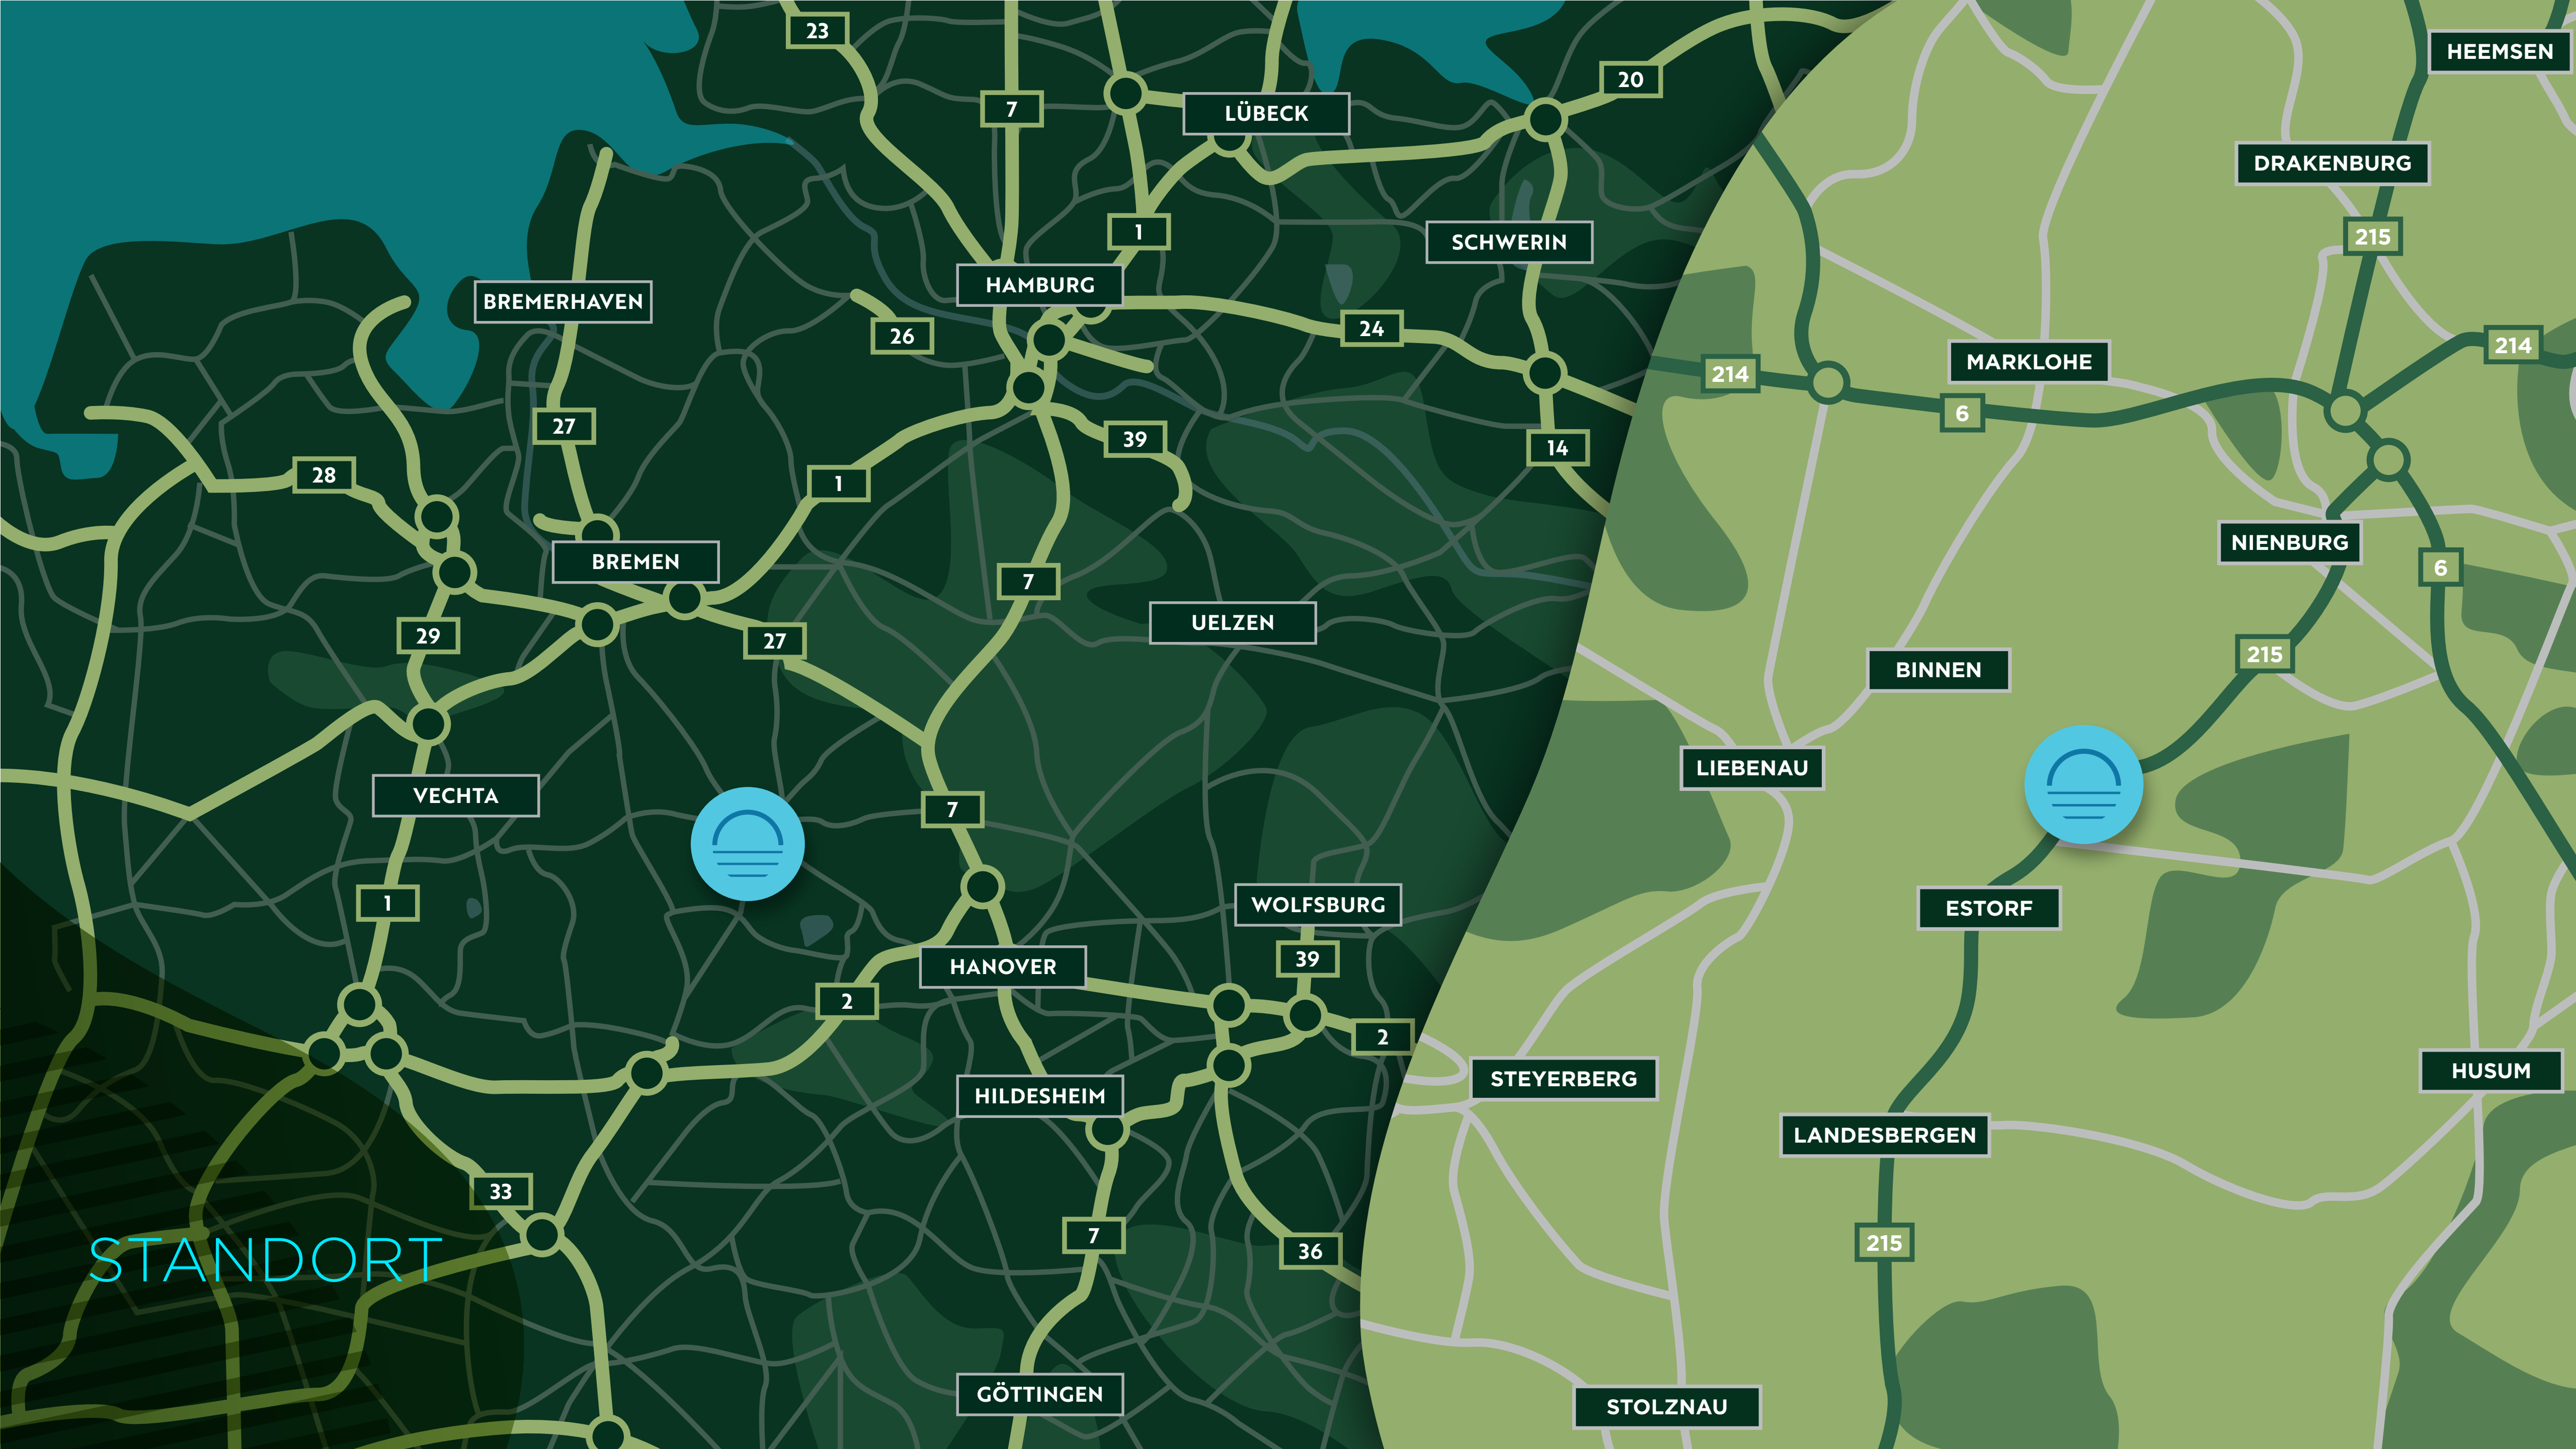 23
7
LÜBECK
20
1
SCHWERIN
HAMBURG
BREMERHAVEN
26
24
27
39
14
28
1
BREMEN
7
UELZEN
29
27
VECHTA
7
1
WOLFSBURG
39
HANOVER
2
2
HILDESHEIM
33
7
36
STANDORT
GÖTTINGEN
HEEMSEN
DRAKENBURG
215
214
MARKLOHE
214
6
NIENBURG
6
215
BINNEN
LIEBENAU
ESTORF
STEYERBERG
HUSUM
LANDESBERGEN
215
STOLZNAU